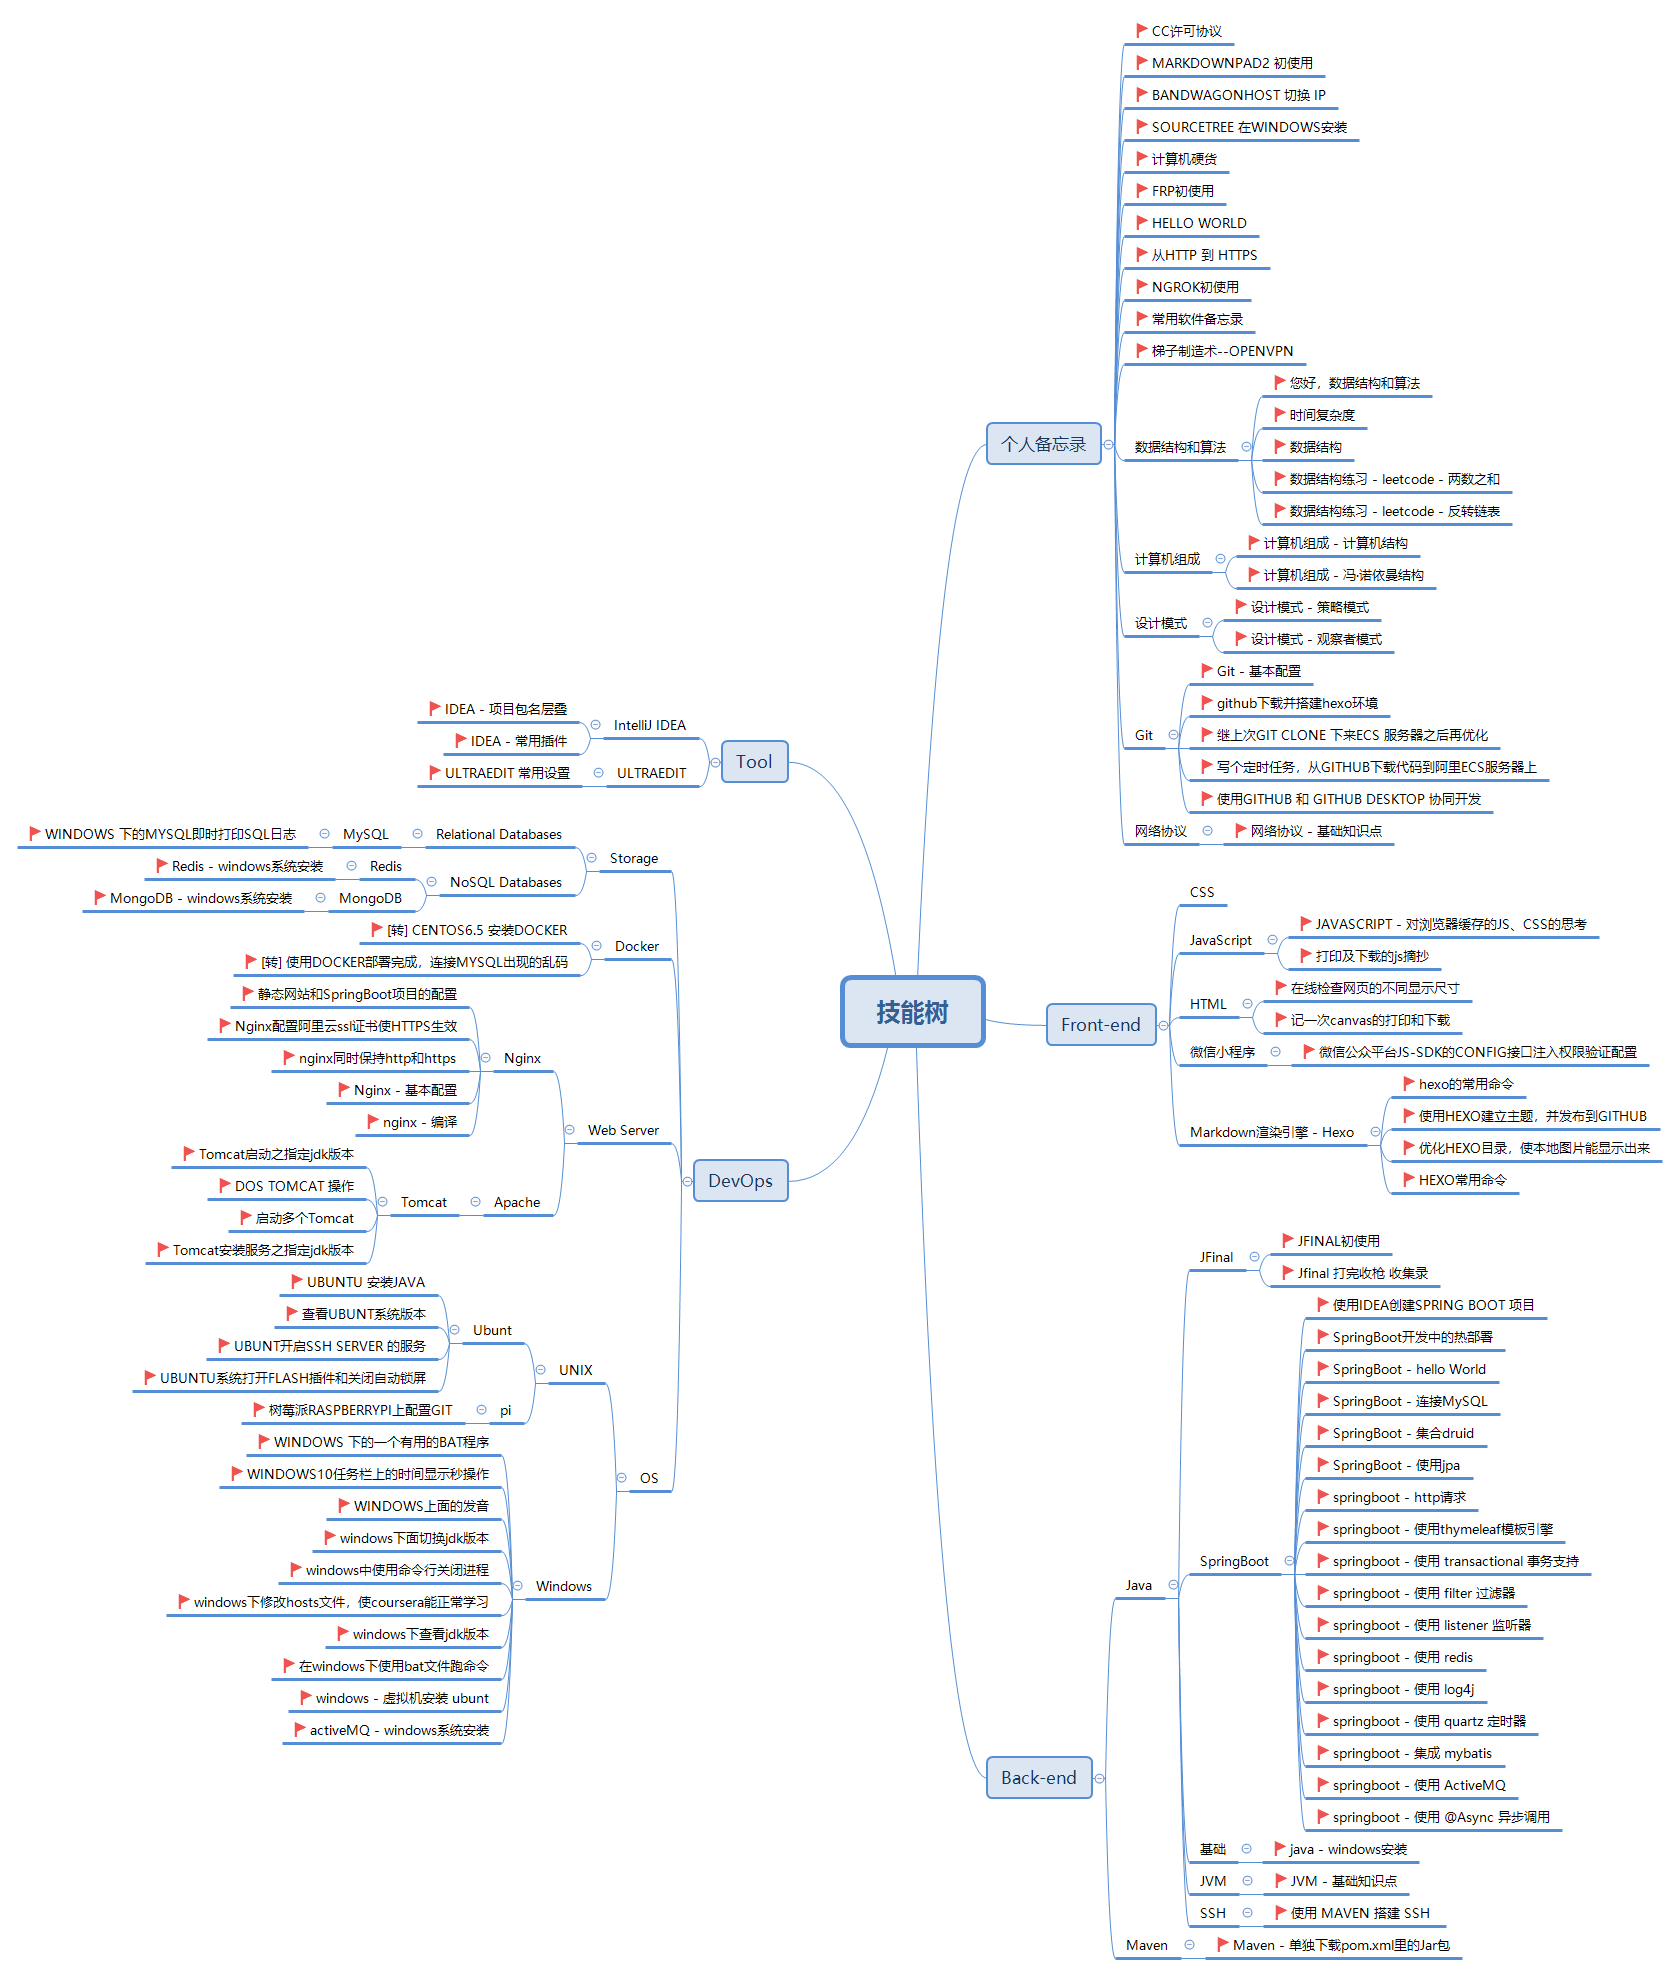 技能树
个人备忘录
CC许可协议
MARKDOWNPAD2 初使用
BANDWAGONHOST 切换 IP
SOURCETREE 在WINDOWS安装
计算机硬货
FRP初使用
HELLO WORLD
从HTTP 到 HTTPS
NGROK初使用
常用软件备忘录
梯子制造术--OPENVPN
数据结构和算法
您好，数据结构和算法
时间复杂度
数据结构
数据结构练习 - leetcode - 两数之和
数据结构练习 - leetcode - 反转链表
计算机组成
计算机组成 - 计算机结构
计算机组成 - 冯·诺依曼结构
设计模式
设计模式 - 策略模式
设计模式 - 观察者模式
Git
Git - 基本配置
github下载并搭建hexo环境
继上次GIT CLONE 下来ECS 服务器之后再优化
写个定时任务，从GITHUB下载代码到阿里ECS服务器上
使用GITHUB 和 GITHUB DESKTOP 协同开发
网络协议
网络协议 - 基础知识点
Front-end
CSS
JavaScript
JAVASCRIPT - 对浏览器缓存的JS、CSS的思考
打印及下载的js摘抄
HTML
在线检查网页的不同显示尺寸
记一次canvas的打印和下载
微信小程序
微信公众平台JS-SDK的CONFIG接口注入权限验证配置
Markdown渲染引擎 - Hexo
hexo的常用命令
使用HEXO建立主题，并发布到GITHUB
优化HEXO目录，使本地图片能显示出来
HEXO常用命令
Back-end
Java
JFinal
JFINAL初使用
Jfinal 打完收枪 收集录
SpringBoot
使用IDEA创建SPRING BOOT 项目
SpringBoot开发中的热部署
SpringBoot - hello World
SpringBoot - 连接MySQL
SpringBoot - 集合druid
SpringBoot - 使用jpa
springboot - http请求
springboot - 使用thymeleaf模板引擎
springboot - 使用 transactional 事务支持
springboot - 使用 filter 过滤器
springboot - 使用 listener 监听器
springboot - 使用 redis
springboot - 使用 log4j
springboot - 使用 quartz 定时器
springboot - 集成 mybatis
springboot - 使用 ActiveMQ
springboot - 使用 @Async 异步调用
基础
java - windows安装
JVM
JVM - 基础知识点
SSH
使用 MAVEN 搭建 SSH
Maven
Maven - 单独下载pom.xml里的Jar包
Tool
IntelliJ IDEA
IDEA - 项目包名层叠
IDEA - 常用插件
ULTRAEDIT
ULTRAEDIT 常用设置
DevOps
Storage
Relational Databases
MySQL
WINDOWS 下的MYSQL即时打印SQL日志
NoSQL Databases
Redis
Redis - windows系统安装
MongoDB
MongoDB - windows系统安装
Docker
[转] CENTOS6.5 安装DOCKER
[转] 使用DOCKER部署完成，连接MYSQL出现的乱码
Web Server
Nginx
静态网站和SpringBoot项目的配置
Nginx配置阿里云ssl证书使HTTPS生效
nginx同时保持http和https
Nginx - 基本配置
nginx - 编译
Apache
Tomcat
Tomcat启动之指定jdk版本
DOS TOMCAT 操作
启动多个Tomcat
Tomcat安装服务之指定jdk版本
OS
UNIX
Ubunt
UBUNTU 安装JAVA
查看UBUNT系统版本
UBUNT开启SSH SERVER 的服务
UBUNTU系统打开FLASH插件和关闭自动锁屏
pi
树莓派RASPBERRYPI上配置GIT
Windows
WINDOWS 下的一个有用的BAT程序
WINDOWS10任务栏上的时间显示秒操作
WINDOWS上面的发音
windows下面切换jdk版本
windows中使用命令行关闭进程
windows下修改hosts文件，使coursera能正常学习
windows下查看jdk版本
在windows下使用bat文件跑命令
windows - 虚拟机安装 ubunt
activeMQ - windows系统安装